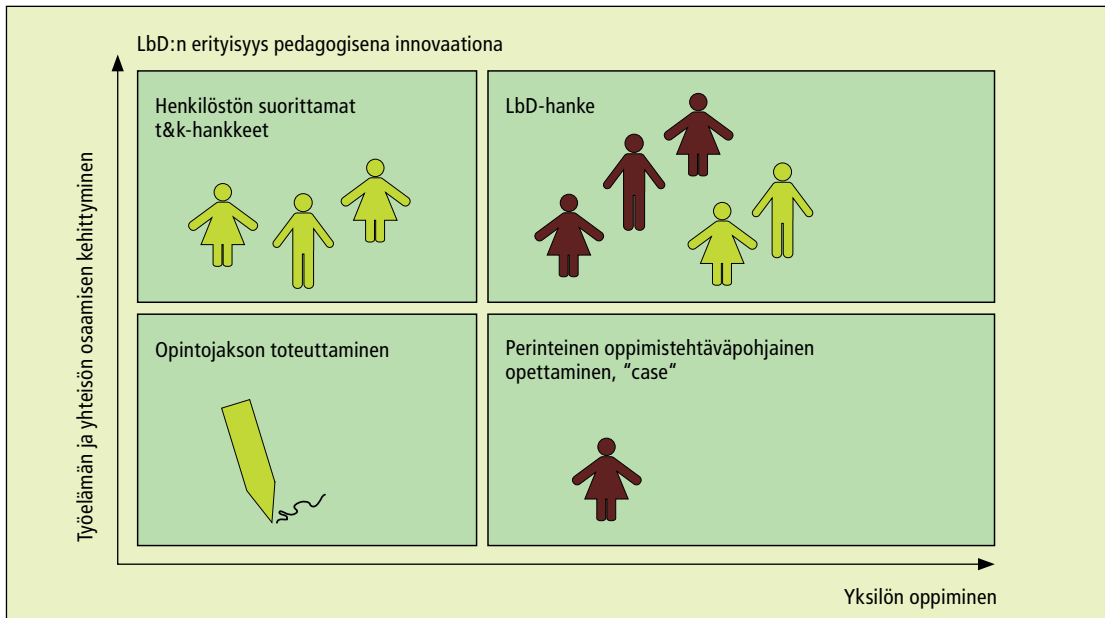 LbD:n erityisyys pedagogisena innovaationa
Työelämän ja yhteisön osaamisen kehittyminen
Henkilöstön suorittamat
t&k-hankkeet
LbD-hanke
Opintojakson toteuttaminen
Perinteinen oppimistehtäväpohjainen
opettaminen, “case“
Yksilön oppiminen